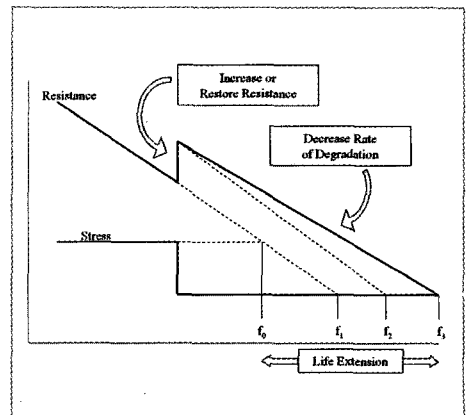 Increase or
Restore Resistance
Resistance
Decrease Rate
of Degradation
Stress
f₀ f₁ f₂ f₃
Life Extension